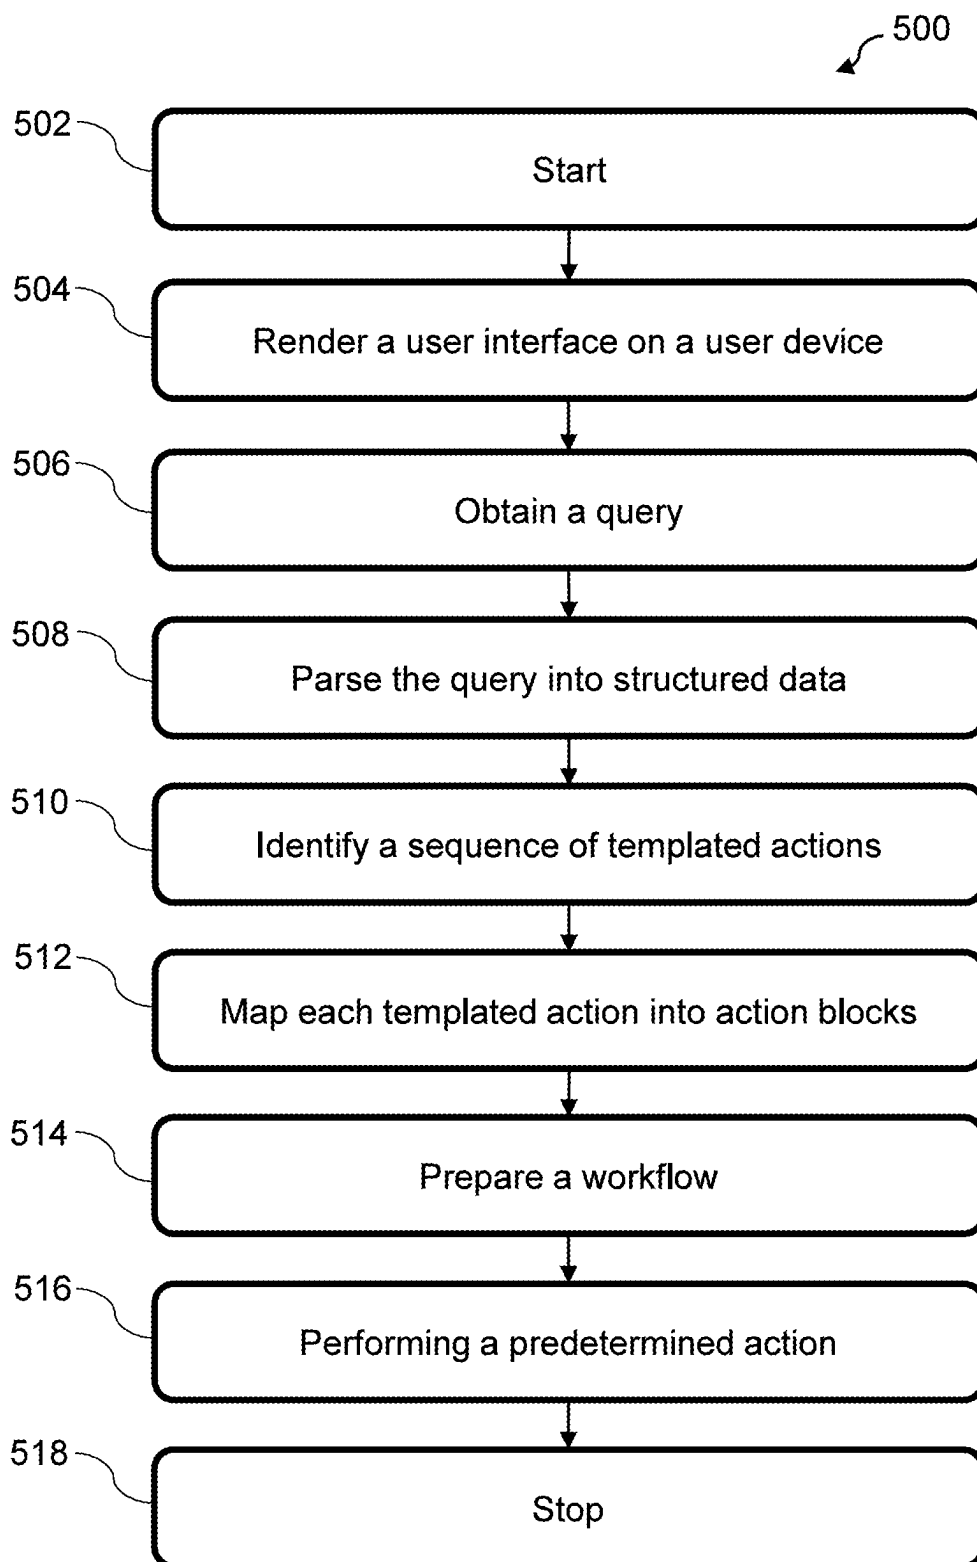 500
502
Start
504
Render a user interface on a user device
506
Obtain a query
508
Parse the query into structured data
510
Identify a sequence of templated actions
512
Map each templated action into action blocks
514
Prepare a workflow
516
Performing a predetermined action
518
Stop